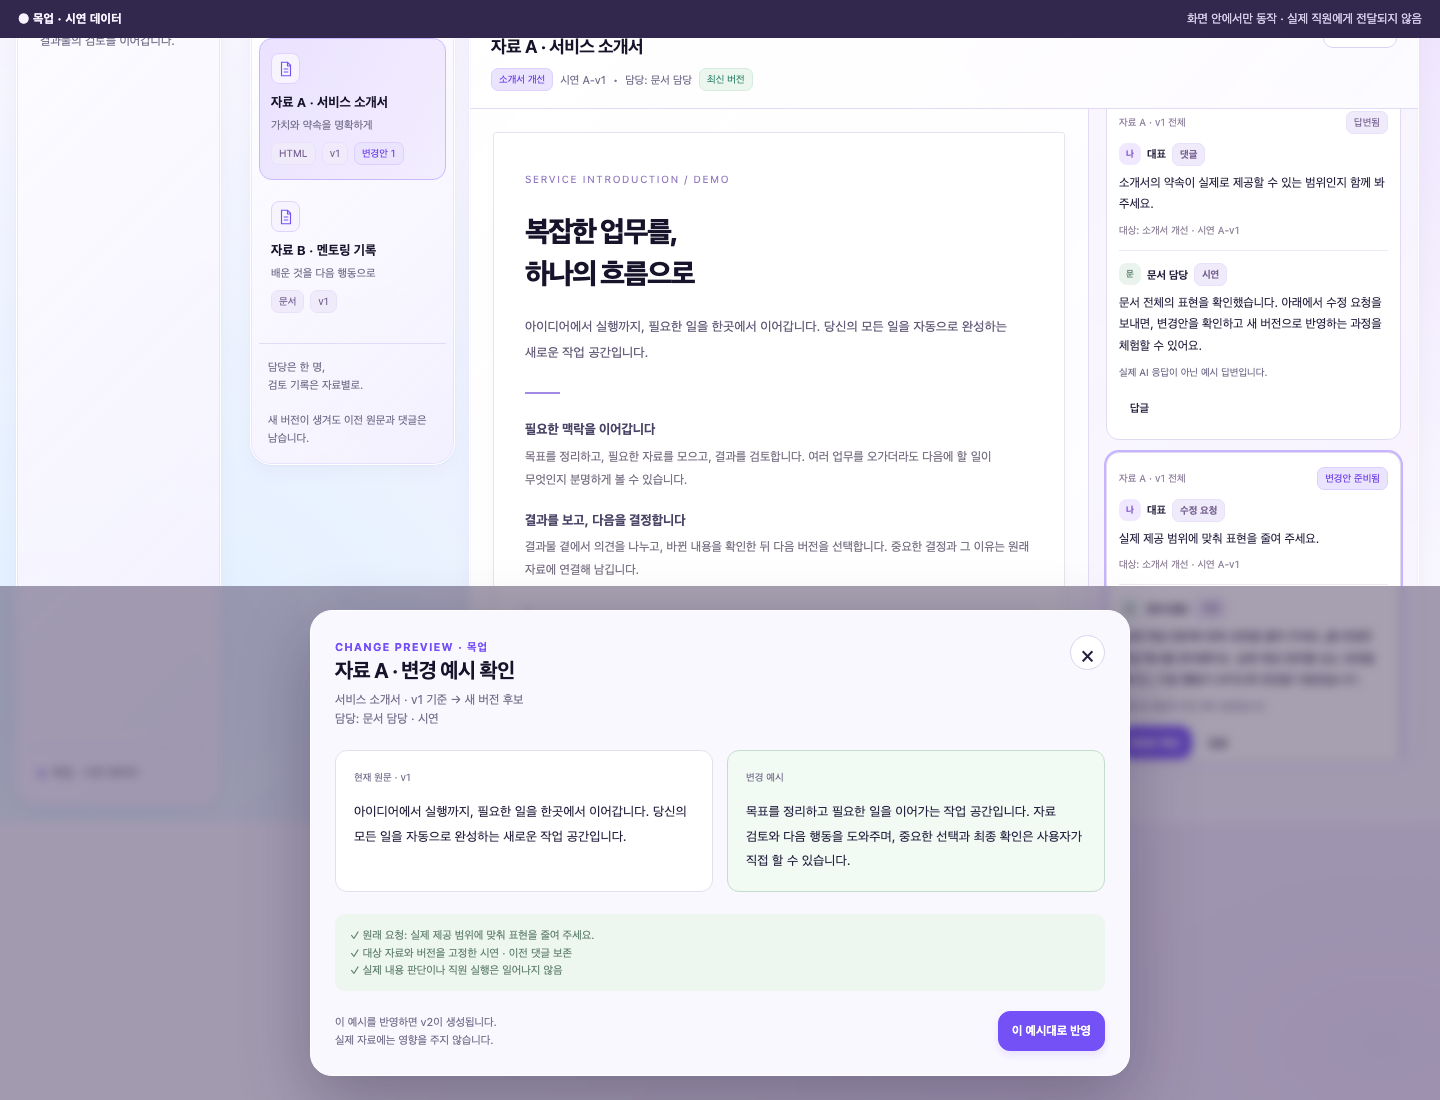 ● 목업 · 시연 데이터
화면 안에서만 동작 · 실제 직원에게 전달되지 않음
결과물의 검토를 이어갑니다.
자료 A · 서비스 소개서
가치와 약속을 명확하게
HTML v1 변경안 1
자료 B · 멘토링 기록
배운 것을 다음 행동으로
문서 v1
담당은 한 명,
검토 기록은 자료별로.
새 버전이 생겨도 이전 원문과 댓글은
남습니다.
자료 A · 서비스 소개서
소개서 개선 시연 A-v1 • 담당: 문서 담당 최신 버전
SERVICE INTRODUCTION / DEMO
복잡한 업무를,
하나의 흐름으로
아이디어에서 실행까지, 필요한 일을 한곳에서 이어갑니다. 당신의 모든 일을 자동으로 완성하는
새로운 작업 공간입니다.
필요한 맥락을 이어갑니다
목표를 정리하고, 필요한 자료를 모으고, 결과를 검토합니다. 여러 업무를 오가더라도 다음에 할 일이
무엇인지 분명하게 볼 수 있습니다.
결과를 보고, 다음을 결정합니다
결과물 곁에서 의견을 나누고, 바뀐 내용을 확인한 뒤 다음 버전을 선택합니다. 중요한 결정과 그 이유는 원래
자료에 연결해 남깁니다.
자료 A · v1 전체 답변됨
나 대표 댓글
소개서의 약속이 실제로 제공할 수 있는 범위인지 함께 봐
주세요.
대상: 소개서 개선 · 시연 A-v1
문 문서 담당 시연
문서 전체의 표현을 확인했습니다. 아래에서 수정 요청을
보내면, 변경안을 확인하고 새 버전으로 반영하는 과정을
체험할 수 있어요.
실제 AI 응답이 아닌 예시 답변입니다.
답글
자료 A · v1 전체 변경안 준비됨
나 대표 수정 요청
실제 제공 범위에 맞춰 표현을 줄여 주세요.
대상: 소개서 개선 · 시연 A-v1
CHANGE PREVIEW · 목업
자료 A · 변경 예시 확인
서비스 소개서 · v1 기준 → 새 버전 후보
담당: 문서 담당 · 시연
현재 원문 · v1
아이디어에서 실행까지, 필요한 일을 한곳에서 이어갑니다. 당신의
모든 일을 자동으로 완성하는 새로운 작업 공간입니다.
변경 예시
목표를 정리하고 필요한 일을 이어가는 작업 공간입니다. 자료
검토와 다음 행동을 도와주며, 중요한 선택과 최종 확인은 사용자가
직접 할 수 있습니다.
✓ 원래 요청: 실제 제공 범위에 맞춰 표현을 줄여 주세요.
✓ 대상 자료와 버전을 고정한 시연 · 이전 댓글 보존
✓ 실제 내용 판단이나 직원 실행은 일어나지 않음
이 예시를 반영하면 v2이 생성됩니다.
실제 자료에는 영향을 주지 않습니다.
이 예시대로 반영